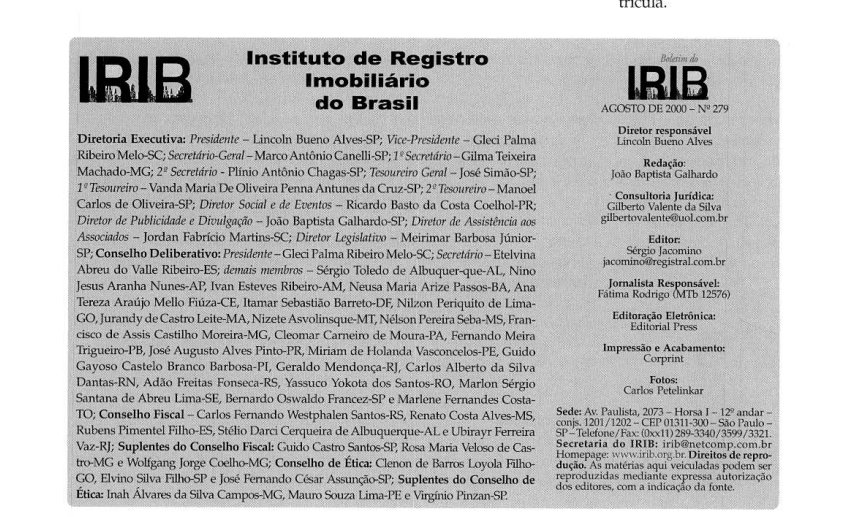 trícula.
IRIB
Instituto de Registro
Imobiliário
do Brasil
Diretoria Executiva: Presidente – Lincoln Bueno Alves-SP; Vice-Presidente – Gleci Palma
Ribeiro Melo-SC; Secretário-Geral – Marco Antônio Canelli-SP; 1º Secretário – Gilma Teixeira
Machado-MG; 2º Secretário - Plínio Antônio Chagas-SP; Tesoureiro Geral – José Simão-SP;
1º Tesoureiro – Vanda Maria De Oliveira Penna Antunes da Cruz-SP; 2º Tesoureiro – Manoel
Carlos de Oliveira-SP; Diretor Social e de Eventos – Ricardo Basto da Costa Coelhol-PR;
Diretor de Publicidade e Divulgação – João Baptista Galhardo-SP; Diretor de Assistência aos
Associados – Jordan Fabrício Martins-SC; Diretor Legislativo – Meirimar Barbosa Júnior-
SP; Conselho Deliberativo: Presidente – Gleci Palma Ribeiro Melo-SC; Secretário – Etelvina
Abreu do Valle Ribeiro-ES; demais membros – Sérgio Toledo de Albuquer-que-AL, Nino
Jesus Aranha Nunes-AP, Ivan Esteves Ribeiro-AM, Neusa Maria Arize Passos-BA, Ana
Tereza Araújo Mello Fiúza-CE, Itamar Sebastião Barreto-DF, Nilzon Periquito de Lima-
GO, Jurandy de Castro Leite-MA, Nizete Asvolinsque-MT, Nélson Pereira Seba-MS, Fran-
cisco de Assis Castilho Moreira-MG, Cleomar Carneiro de Moura-PA, Fernando Meira
Trigueiro-PB, José Augusto Alves Pinto-PR, Miriam de Holanda Vasconcelos-PE, Guido
Gayoso Castelo Branco Barbosa-PI, Geraldo Mendonça-RJ, Carlos Alberto da Silva
Dantas-RN, Adão Freitas Fonseca-RS, Yassuco Yokota dos Santos-RO, Marlon Sérgio
Santana de Abreu Lima-SE, Bernardo Oswaldo Francez-SP e Marlene Fernandes Costa-
TO; Conselho Fiscal – Carlos Fernando Westphalen Santos-RS, Renato Costa Alves-MS,
Rubens Pimentel Filho-ES, Stélio Darci Cerqueira de Albuquerque-AL e Ubirayr Ferreira
Vaz-RJ; Suplentes do Conselho Fiscal: Guido Castro Santos-SP, Rosa Maria Veloso de Cas-
tro-MG e Wolfgang Jorge Coelho-MG; Conselho de Ética: Clenon de Barros Loyola Filho-
GO, Elvino Silva Filho-SP e José Fernando César Assunção-SP; Suplentes do Conselho de
Ética: Inah Álvares da Silva Campos-MG, Mauro Souza Lima-PE e Virgínio Pinzan-SP.
Boletim do
IRIB
AGOSTO DE 2000 – Nº 279
Diretor responsável
Lincoln Bueno Alves
Redação:
João Baptista Galhardo
Consultoria Jurídica:
Gilberto Valente da Silva
gilbertovalente@uol.com.br
Editor:
Sérgio Jacomino
jacomino@registral.com.br
Jornalista Responsável:
Fátima Rodrigo (MTb 12576)
Editoração Eletrônica:
Editorial Press
Impressão e Acabamento:
Corprint
Fotos:
Carlos Petelinkar
Sede: Av. Paulista, 2073 – Horsa I – 12º andar –
conjs. 1201/1202 – CEP 01311-300 – São Paulo –
SP – Telefone/Fax: (0xx11) 289-3340/3599/3321.
Secretaria do IRIB: irib@netcomp.com.br
Homepage: www.irib.org.br. Direitos de repro-
dução. As matérias aqui veiculadas podem ser
reproduzidas mediante expressa autorização
dos editores, com a indicação da fonte.